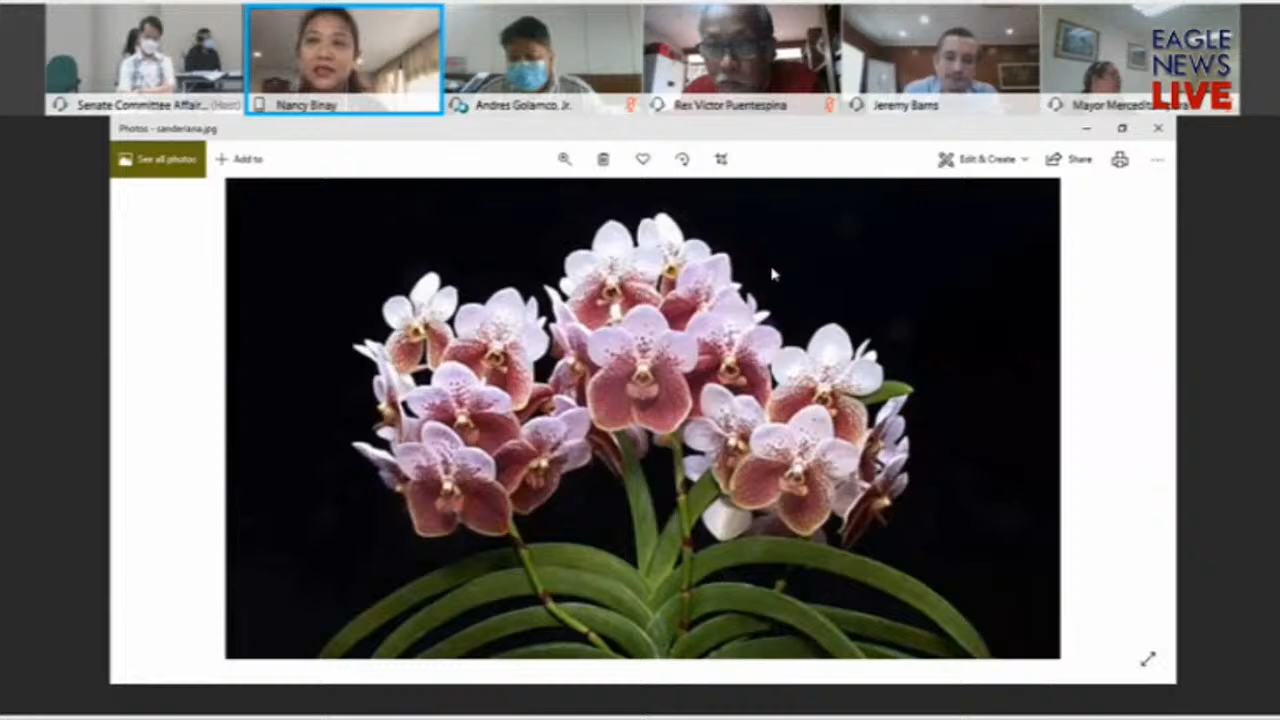 EAGLE
NEWS
LIVE
Senate Committee Affair... (Host)
Nancy Binay
Andres Golamco, Jr.
Rex Victor Puentespina
Jeremy Barns
Mayor Mercedita
Photos - sanderiana.jpg
See all photos
Add to
Edit & Create
Share